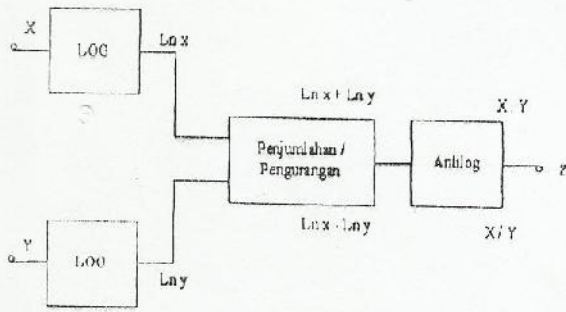 X
LOG
Ln x
Ln x + Ln y
X . Y
Penjumlahan /
Pengurangan
Antilog
Ln x - Ln y
X / Y
Y
LOG
Ln y